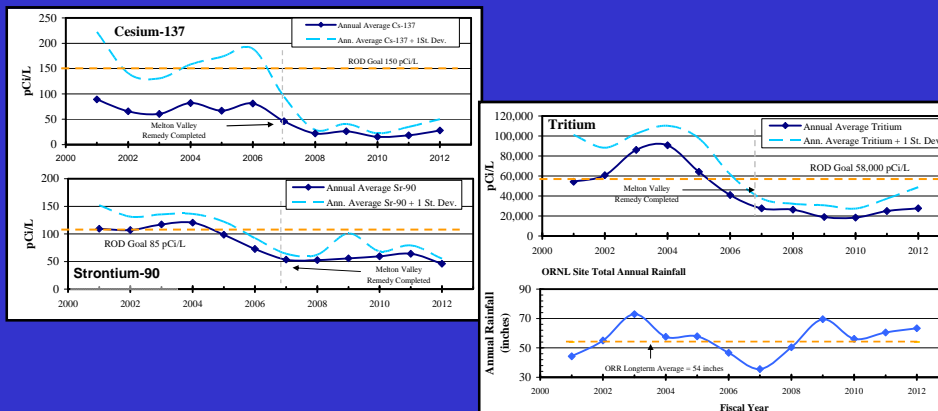 Cesium-137
Annual Average Cs-137
Ann. Average Cs-137 + 1St. Dev.
ROD Goal 150 pCi/L
Melton Valley
Remedy Completed
pCi/L
250
200
150
100
50
0
2000 2002 2004 2006 2008 2010 2012
Annual Average Sr-90
Ann. Average Sr-90 + 1 St. Dev.
ROD Goal 85 pCi/L
Melton Valley
Remedy Completed
Strontium-90
pCi/L
200
150
100
50
0
2000 2002 2004 2006 2008 2010 2012
Tritium
Annual Average Tritium
Ann. Average Tritium + 1 St. Dev
ROD Goal 58,000 pCi/L
Melton Valley
Remedy Completed
pCi/L
120,000
100,000
80,000
60,000
40,000
20,000
0
2000 2002 2004 2006 2008 2010 2012
ORNL Site Total Annual Rainfall
Annual Rainfall
(inches)
90
70
50
30
ORR Longterm Average = 54 inches
2000 2002 2004 2006 2008 2010 2012
Fiscal Year